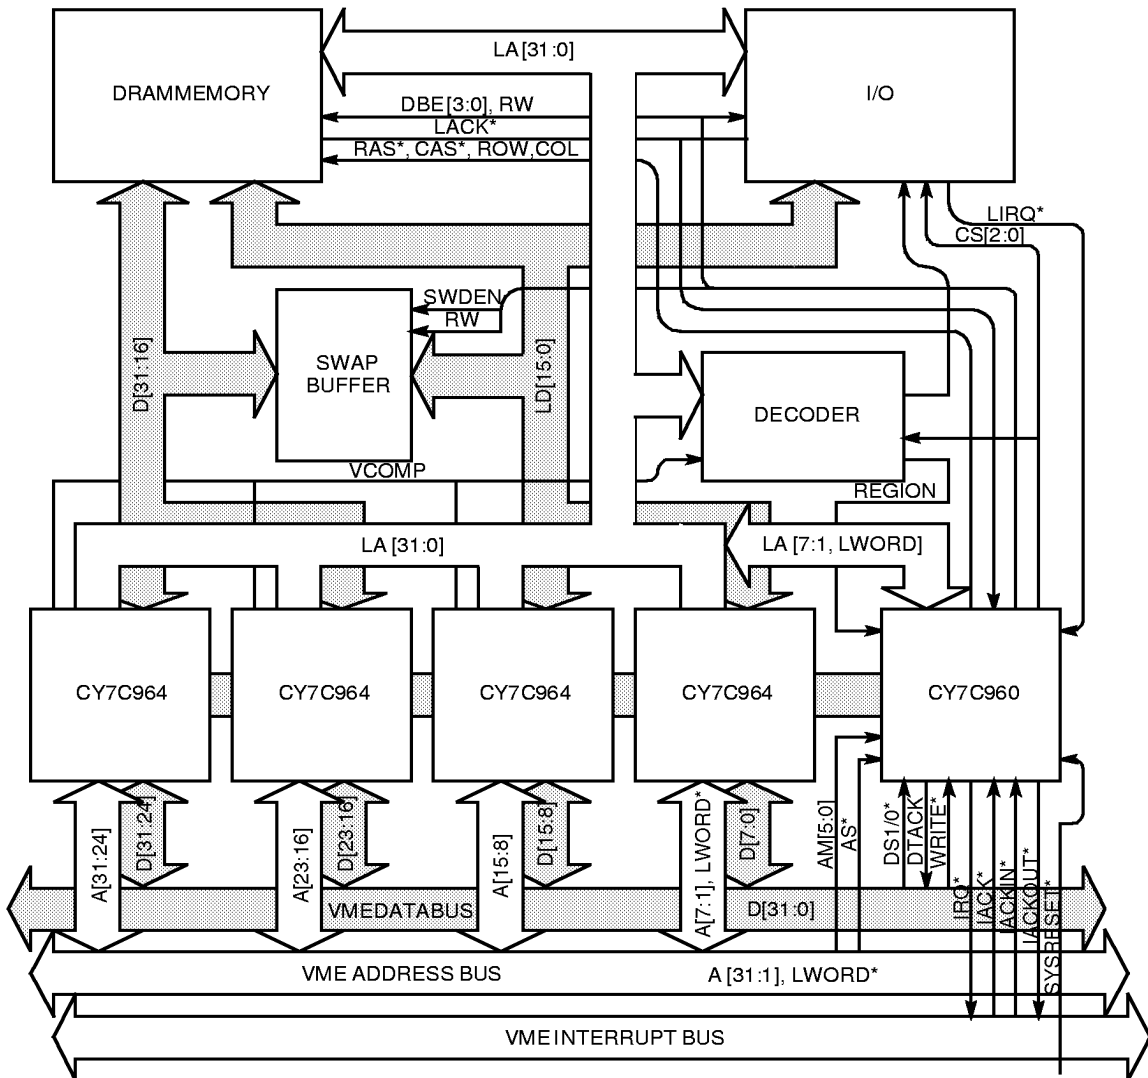 LA [31:0]
DRAMMEMORY
I/O
DBE[3:0], RW
LACK*
RAS*, CAS*, ROW,COL
LIRQ*
CS[2:0]
SWDEN
RW
D[31:16]
SWAP
BUFFER
LD[15:0]
DECODER
VCOMP
REGION
LA [31:0]
LA [7:1, LWORD]
CY7C964
CY7C964
CY7C964
CY7C964
CY7C960
A[31:24]
D[31:24]
A[23:16]
D[23:16]
A[15:8]
D[15:8]
A[7:1], LWORD*
D[7:0]
AM[5:0]
AS*
DS1/0*
DTACK
WRITE*
IRQ*
IACK*
IACKIN*
IACKOUT*
SYSRESET*
VMEDATABUS
D[31:0]
VME ADDRESS BUS
A [31:1], LWORD*
VME INTERRUPT BUS